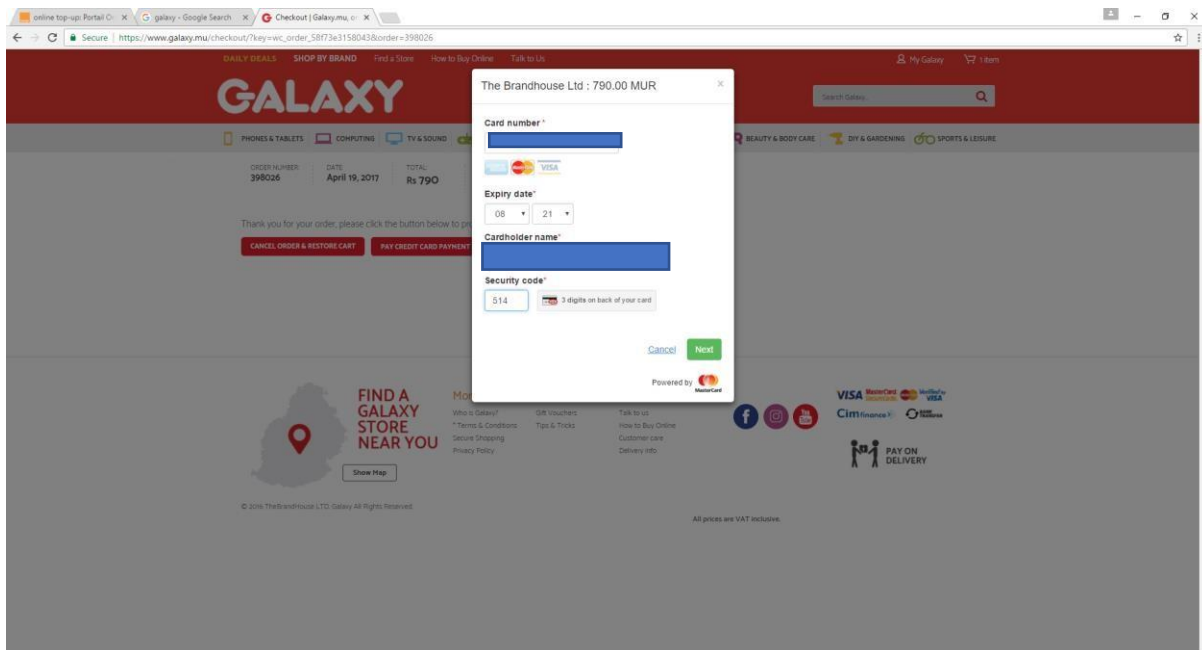 online top-up: Portail O
galaxy - Google Search
Checkout | Galaxy.mu, o
Secure | https://www.galaxy.mu/checkout/?key=wc_order_58f73e3158043&order=398026
DAILY DEALS SHOP BY BRAND Find a Store How to Buy Online Talk to Us My Galaxy 1 item
GALAXY
Search Galaxy...
PHONES & TABLETS COMPUTING TV & SOUND BEAUTY & BODY CARE DIY & GARDENING SPORTS & LEISURE
ORDER NUMBER: DATE: TOTAL:
398026 April 19, 2017 Rs 790
Thank you for your order, please click the button below to
CANCEL ORDER & RESTORE CART PAY CREDIT CARD PAYMENT
The Brandhouse Ltd : 790.00 MUR x
Card number *
VISA
Expiry date*
08 21
Cardholder name*
Security code*
514 3 digits on back of your card
Cancel Next
Powered by MasterCard
FIND A
GALAXY
STORE
NEAR YOU
Show Map
Who is Galaxy? Gift Vouchers Talk to us
* Terms & Conditions Tips & Tricks How to Buy Online
Secure Shopping Customer care
Privacy Policy Delivery info
VISA MasterCard Verified by VISA
Cim finance BANK TRANSFER
PAY ON
DELIVERY
© 2016 TheBrandHouse LTD. Galaxy All Rights Reserved.
All prices are VAT inclusive.